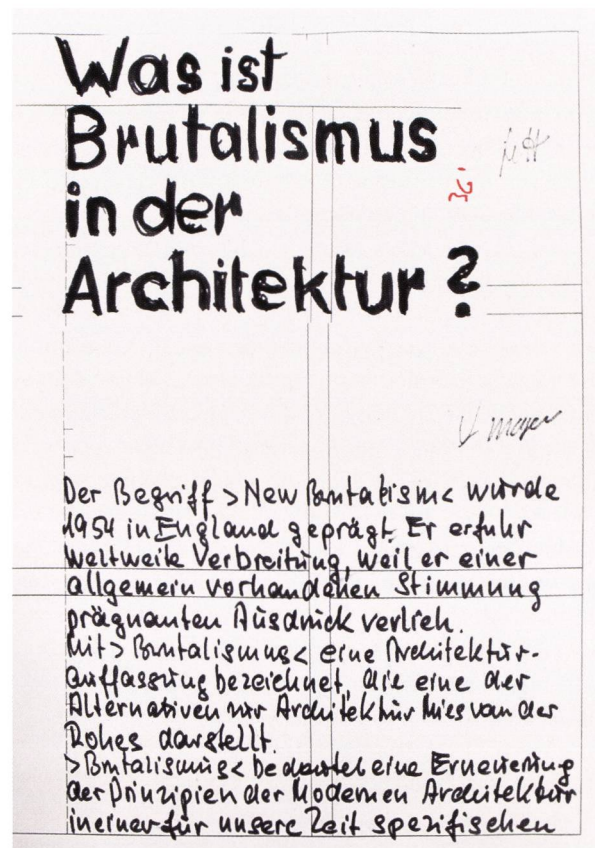 Was ist
Brutalismus
in der
Architektur?
Meyer
Der Begriff >New Brutalism< wurde
1954 in England geprägt. Er erfuhr
weltweite Verbreitung, weil er einer
allgemein vorhandenen Stimmung
prägnanten Ausdruck verlieh.
Mit >Brutalismus< eine Architektur-
auffassung bezeichnet, die eine der
Alternativen zur Architektur Mies van der
Rohes darstellt.
>Brutalismus< bedeutet eine Erneuerung
der Prinzipien der Modernen Architektur
in einer für unsere Zeit spezifischen